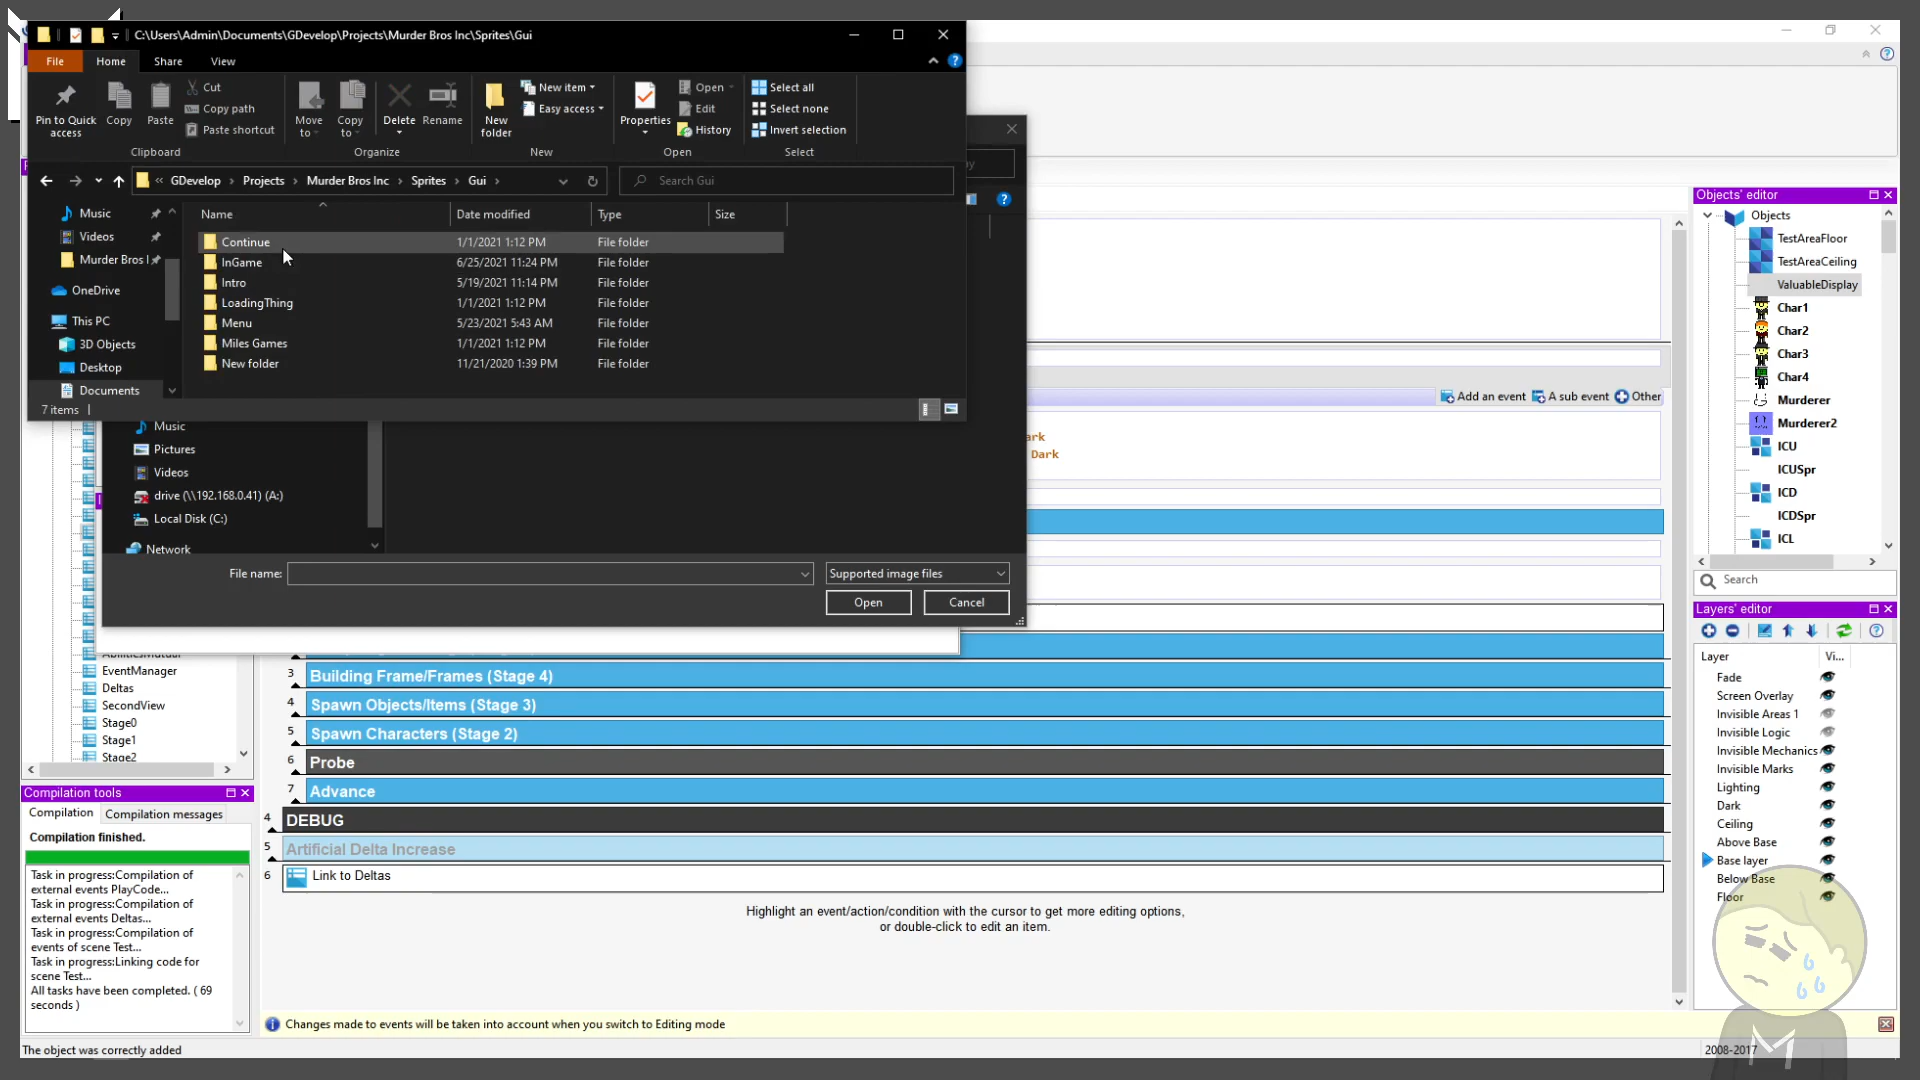 C:\Users\Admin\Documents\GDevelop\Projects\Murder Bros Inc\Sprites\Gui
File Home Share View
Pin to Quick access
Copy
Paste
Cut
Copy path
Paste shortcut
Clipboard
Move to
Copy to
Delete
Rename
Organize
New folder
New item
Easy access
New
Properties
Open
Edit
History
Open
Select all
Select none
Invert selection
Select
« GDevelop › Projects › Murder Bros Inc › Sprites › Gui ›
Search Gui
Name Date modified Type Size
Continue 1/1/2021 1:12 PM File folder
InGame 6/25/2021 11:24 PM File folder
Intro 5/19/2021 11:14 PM File folder
LoadingThing 1/1/2021 1:12 PM File folder
Menu 5/23/2021 5:43 AM File folder
Miles Games 1/1/2021 1:12 PM File folder
New folder 11/21/2020 1:39 PM File folder
Music
Videos
Murder Bros I
OneDrive
This PC
3D Objects
Desktop
Documents
7 items
Music
Pictures
Videos
drive (\\192.168.0.41) (A:)
Local Disk (C:)
Network
File name:
Supported image files
Open Cancel
Add an event A sub event Other
ark
Dark
EventManager
Deltas
SecondView
Stage0
Stage1
Stage2
3 Building Frame/Frames (Stage 4)
4 Spawn Objects/Items (Stage 3)
5 Spawn Characters (Stage 2)
6 Probe
7 Advance
4 DEBUG
5 Artificial Delta Increase
6 Link to Deltas
Highlight an event/action/condition with the cursor to get more editing options,
or double-click to edit an item.
Changes made to events will be taken into account when you switch to Editing mode
Compilation tools
Compilation Compilation messages
Compilation finished.
Task in progress:Compilation of
external events PlayCode...
Task in progress:Compilation of
external events Deltas...
Task in progress:Compilation of
events of scene Test...
Task in progress:Linking code for
scene Test...
All tasks have been completed. ( 69
seconds )
The object was correctly added
Objects' editor
Objects
TestAreaFloor
TestAreaCeiling
ValuableDisplay
Char1
Char2
Char3
Char4
Murderer
Murderer2
ICU
ICUSpr
ICD
ICDSpr
ICL
Search
Layers' editor
Layer Vi...
Fade
Screen Overlay
Invisible Areas 1
Invisible Logic
Invisible Mechanics
Invisible Marks
Lighting
Dark
Ceiling
Above Base
Base layer
Below Base
Floor
2008-2017